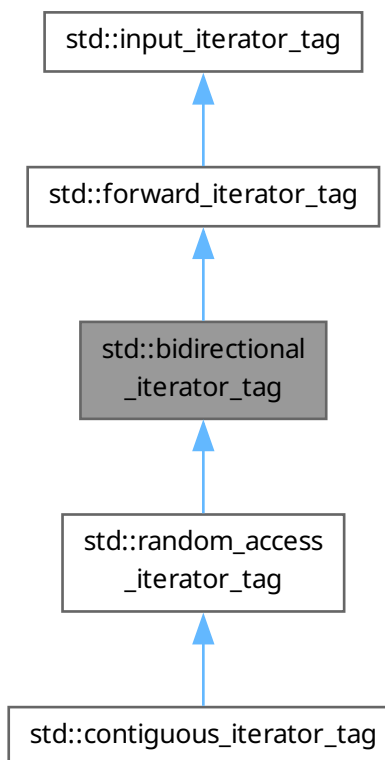 std::input_iterator_tag
std::forward_iterator_tag
std::bidirectional
_iterator_tag
std::random_access
_iterator_tag
std::contiguous_iterator_tag